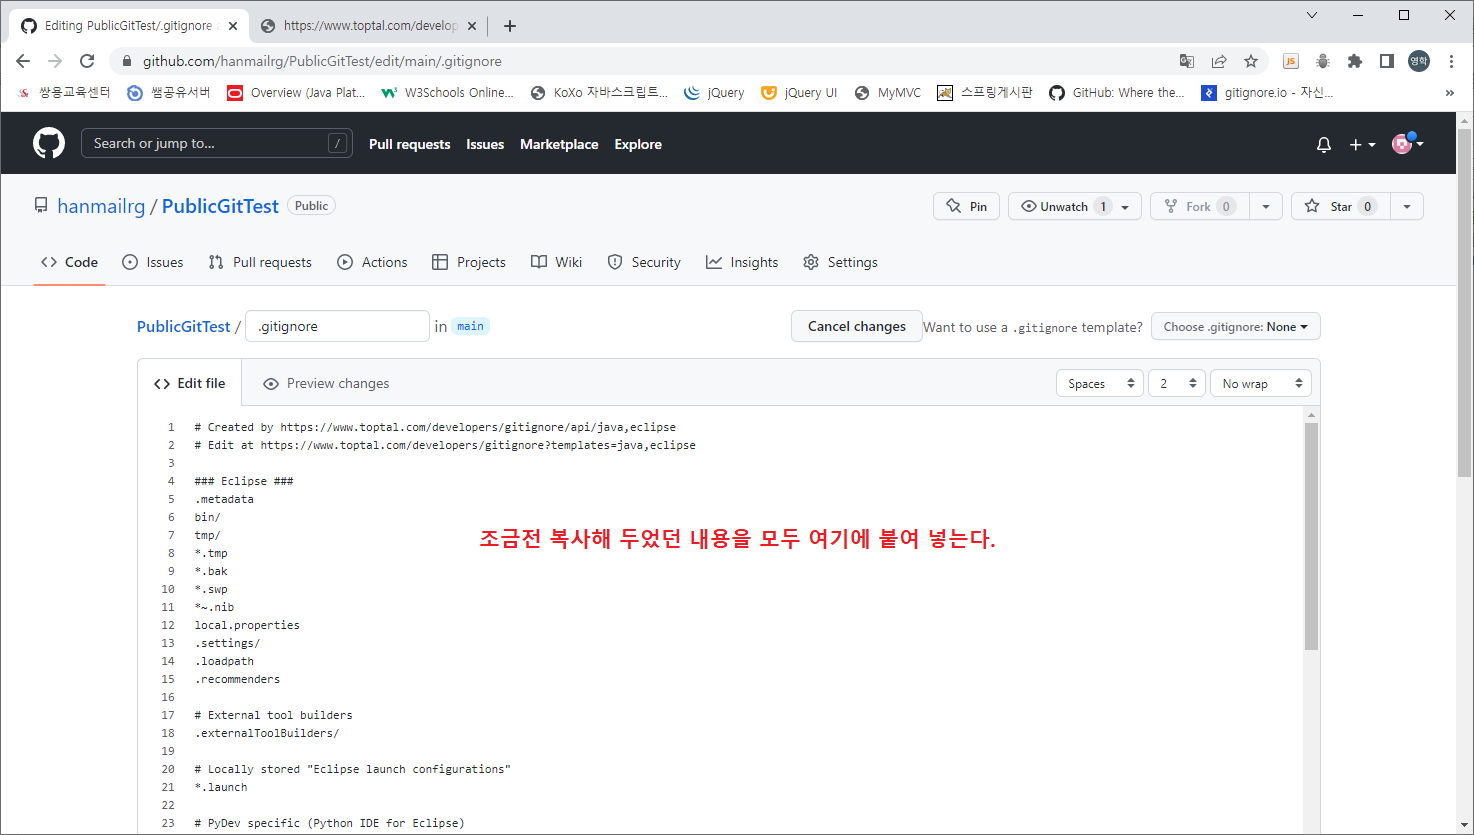 Editing PublicGitTest/.gitignore
https://www.toptal.com/develop
github.com/hanmailrg/PublicGitTest/edit/main/.gitignore
JS
영학
쌍용교육센터
쌤공유서버
Overview (Java Plat...
W3Schools Online...
KoXo 자바스크립트...
jQuery
jQuery UI
MyMVC
스프링게시판
GitHub: Where the...
gitignore.io - 자신...
»
Search or jump to...
/
Pull requests
Issues
Marketplace
Explore
hanmailrg / PublicGitTest
Public
Pin
Unwatch 1
Fork 0
Star 0
Code
Issues
Pull requests
Actions
Projects
Wiki
Security
Insights
Settings
PublicGitTest / .gitignore in main
Cancel changes
Want to use a .gitignore template?
Choose .gitignore: None
Edit file
Preview changes
Spaces
2
No wrap
1 # Created by https://www.toptal.com/developers/gitignore/api/java,eclipse
2 # Edit at https://www.toptal.com/developers/gitignore?templates=java,eclipse
3
4 ### Eclipse ###
5 .metadata
6 bin/
7 tmp/
조금전 복사해 두었던 내용을 모두 여기에 붙여 넣는다.
8 *.tmp
9 *.bak
10 *.swp
11 *~.nib
12 local.properties
13 .settings/
14 .loadpath
15 .recommenders
16
17 # External tool builders
18 .externalToolBuilders/
19
20 # Locally stored "Eclipse launch configurations"
21 *.launch
22
23 # PyDev specific (Python IDE for Eclipse)